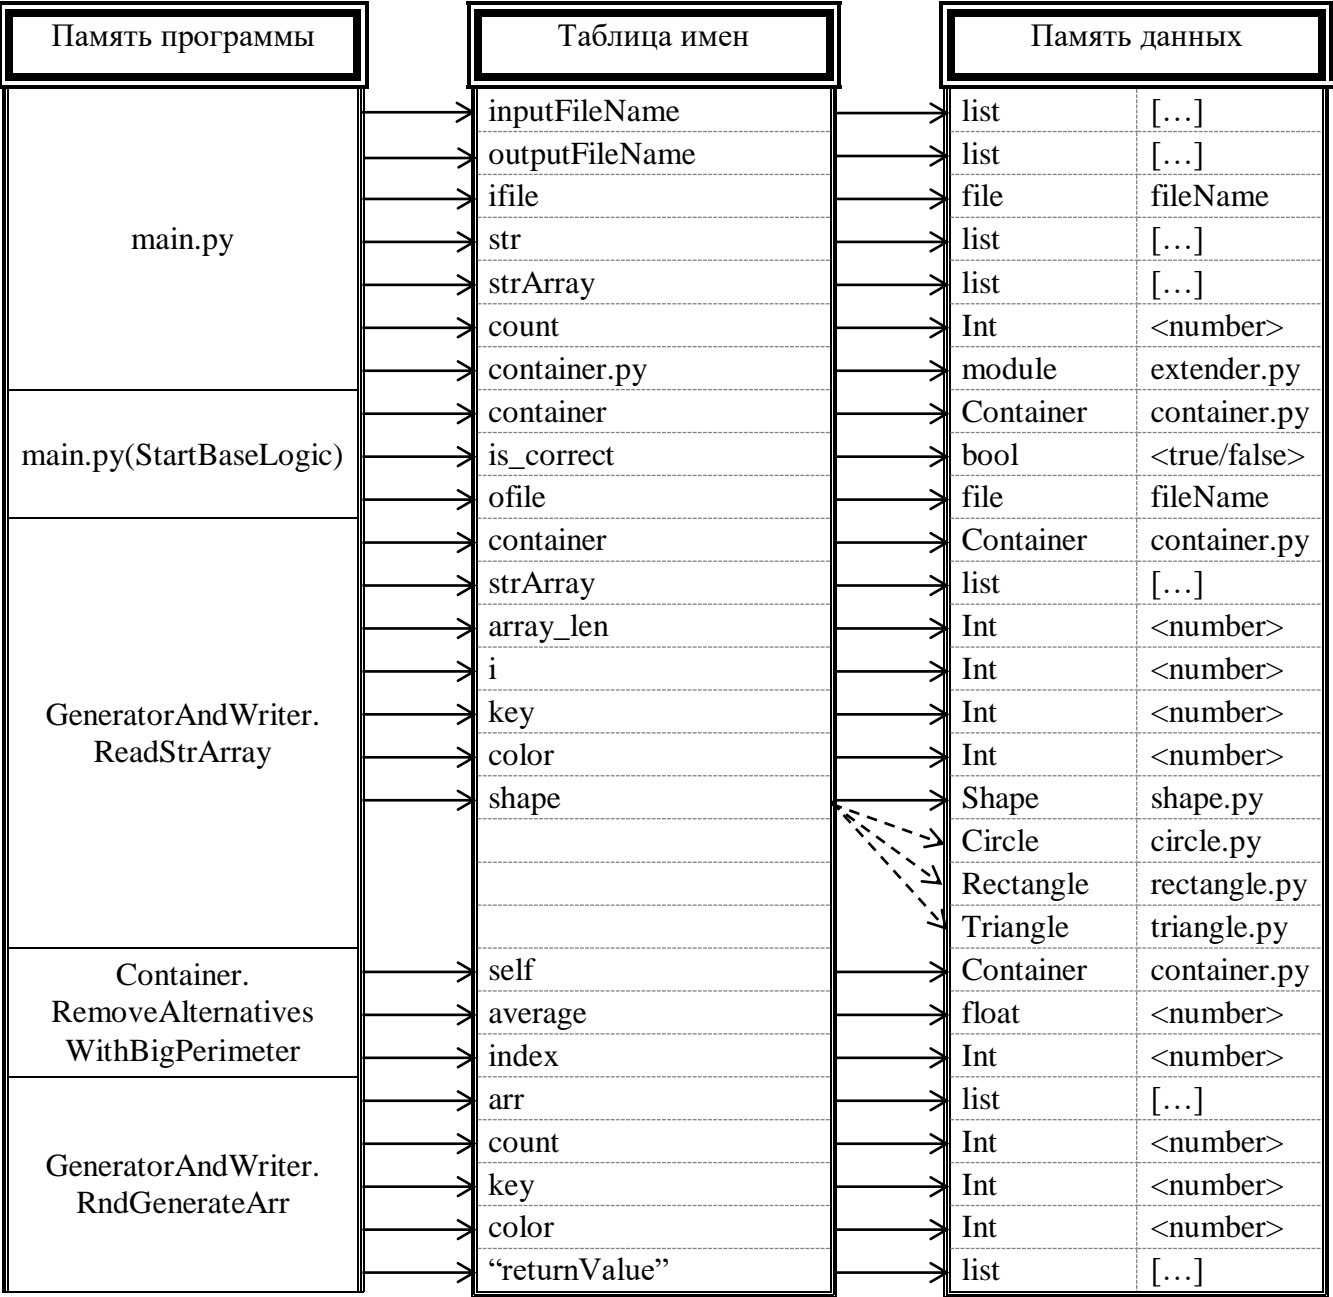 Память программы Таблица имен Память данных
inputFileName list […]
outputFileName list […]
ifile file fileName
main.py str list […]
strArray list […]
count Int <number>
container.py module extender.py
container Container container.py
main.py(StartBaseLogic) is_correct bool <true/false>
ofile file fileName
container Container container.py
strArray list […]
array_len Int <number>
i Int <number>
GeneratorAndWriter. key Int <number>
ReadStrArray color Int <number>
shape Shape shape.py
Circle circle.py
Rectangle rectangle.py
Triangle triangle.py
Container. self Container container.py
RemoveAlternatives average float <number>
WithBigPerimeter index Int <number>
arr list […]
count Int <number>
GeneratorAndWriter. key Int <number>
RndGenerateArr color Int <number>
“returnValue” list […]